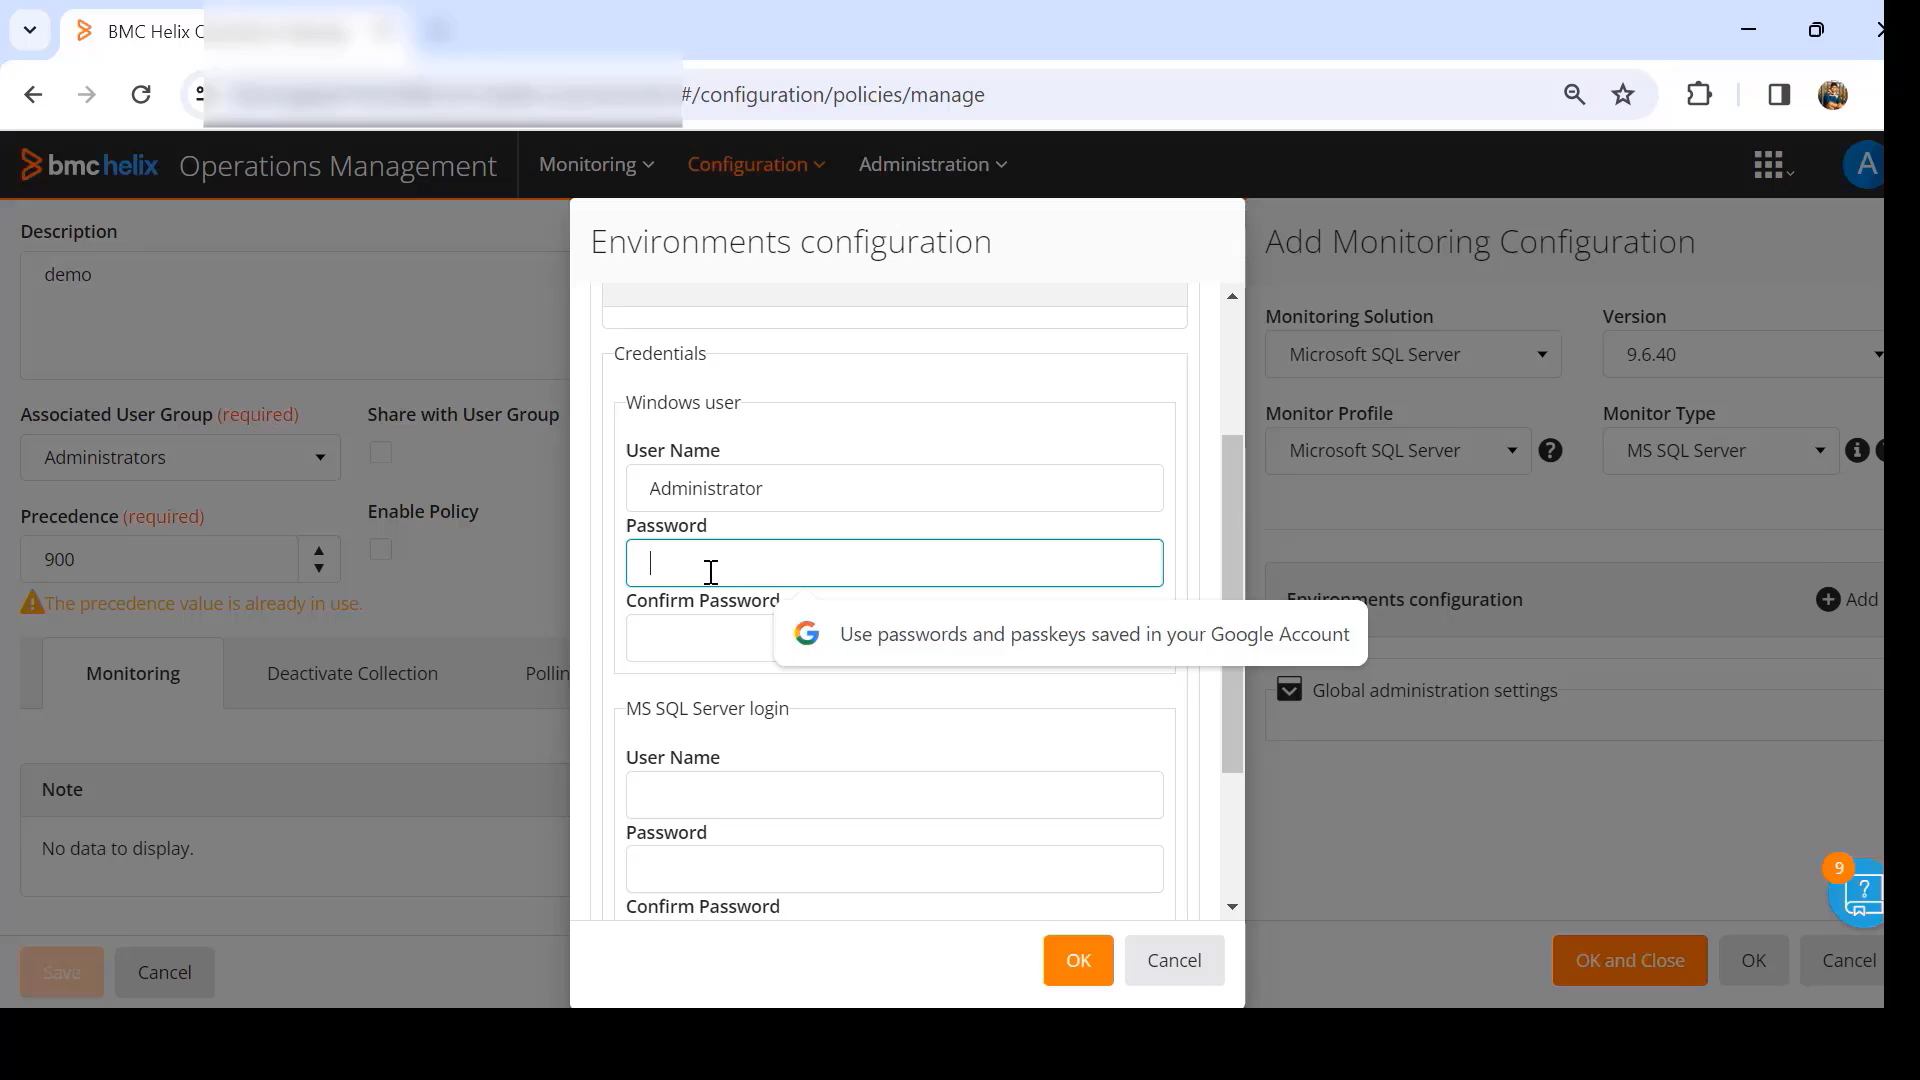 BMC Helix
#/configuration/policies/manage
bmchelix Operations Management
Monitoring
Configuration
Administration
A
Description
demo
Associated User Group (required)
Share with User Group
Administrators
Precedence (required)
Enable Policy
900
The precedence value is already in use.
Monitoring
Deactivate Collection
Pollin
Note
No data to display.
Save
Cancel
Environments configuration
Credentials
Windows user
User Name
Administrator
Password
Confirm Password
Use passwords and passkeys saved in your Google Account
MS SQL Server login
User Name
Password
Confirm Password
OK
Cancel
Add Monitoring Configuration
Monitoring Solution
Version
Microsoft SQL Server
9.6.40
Monitor Profile
Monitor Type
Microsoft SQL Server
MS SQL Server
Environments configuration
Add
Global administration settings
9
OK and Close
OK
Cancel